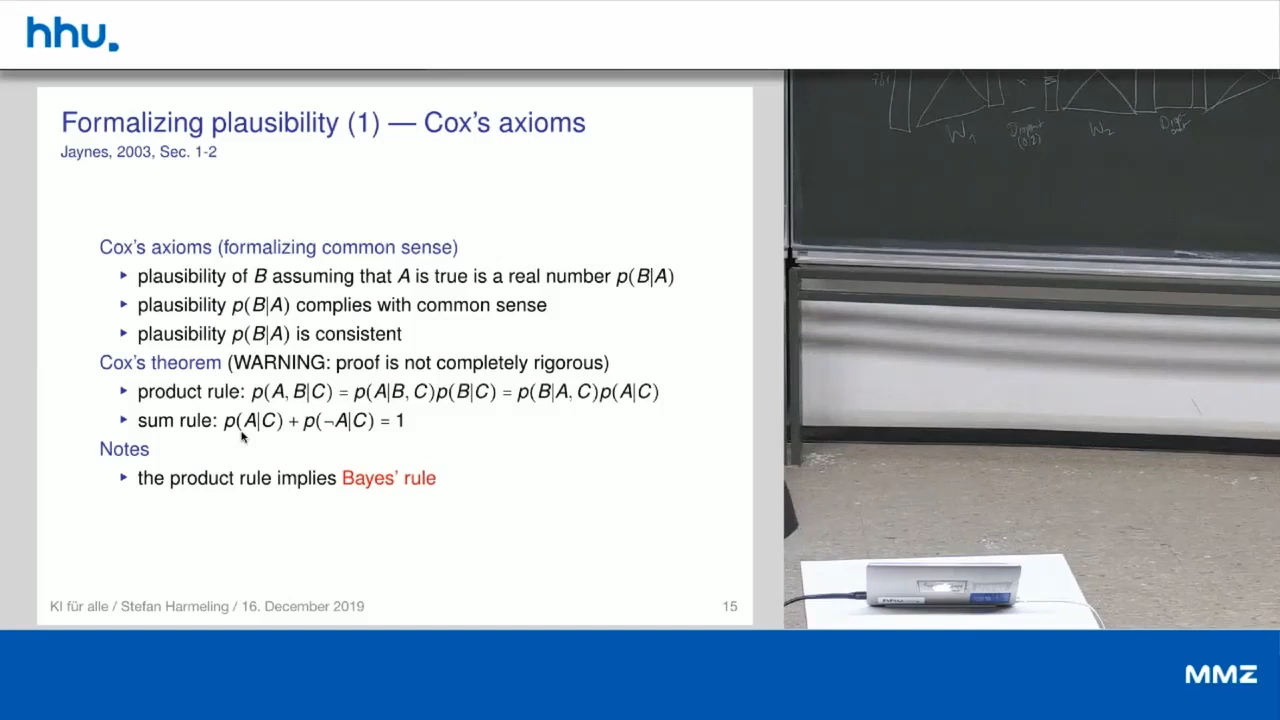 hhu.
Formalizing plausibility (1) — Cox's axioms
Jaynes, 2003, Sec. 1-2
Cox's axioms (formalizing common sense)
‣ plausibility of B assuming that A is true is a real number p(B|A)
‣ plausibility p(B|A) complies with common sense
‣ plausibility p(B|A) is consistent
Cox's theorem (WARNING: proof is not completely rigorous)
‣ product rule: p(A, B|C) = p(A|B, C)p(B|C) = p(B|A, C)p(A|C)
‣ sum rule: p(A|C) + p(¬A|C) = 1
Notes
‣ the product rule implies Bayes' rule
KI für alle / Stefan Harmeling / 16. December 2019
15
W₁
W₂
hhu
MMZ